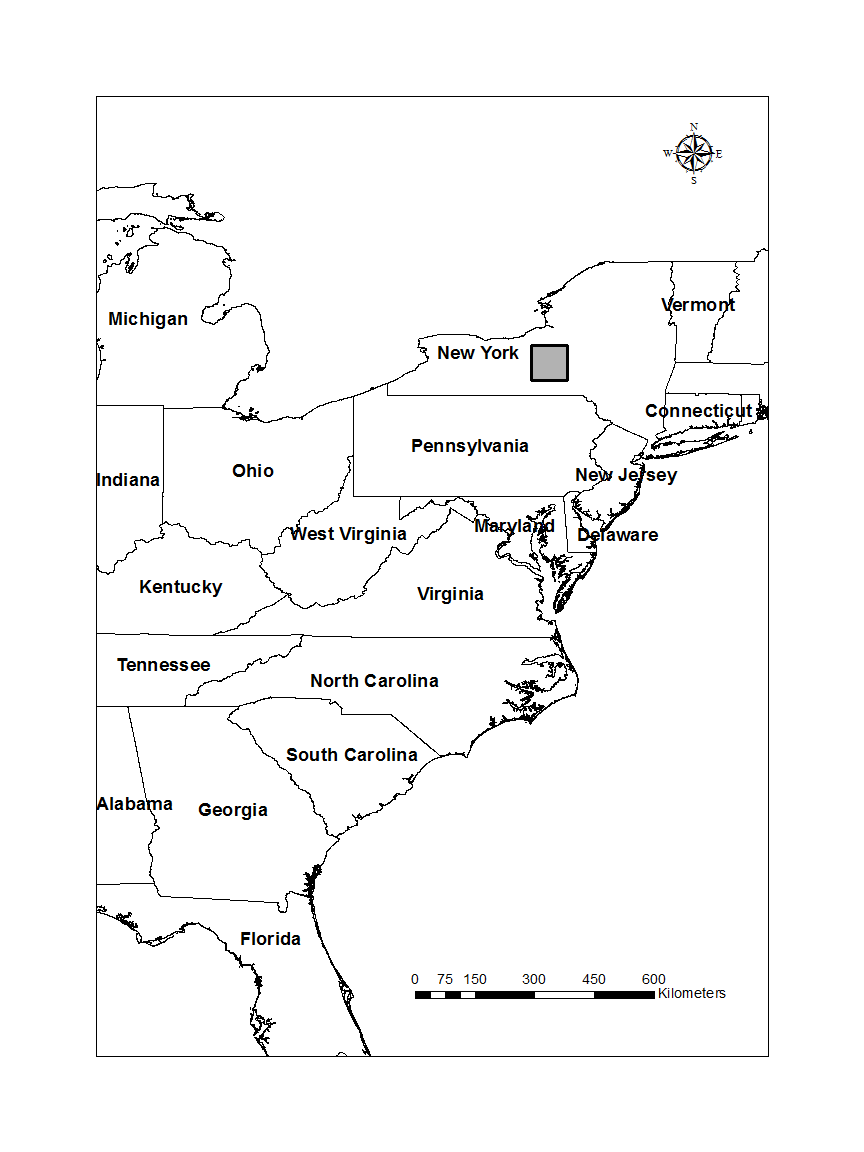 N
W E
S
Vermont
Michigan
New York
Connecticut
Pennsylvania
Ohio
New Jersey
Indiana
Maryland
West Virginia
Delaware
Kentucky
Virginia
Tennessee
North Carolina
South Carolina
Alabama
Georgia
Florida
0 75 150 300 450 600
Kilometers